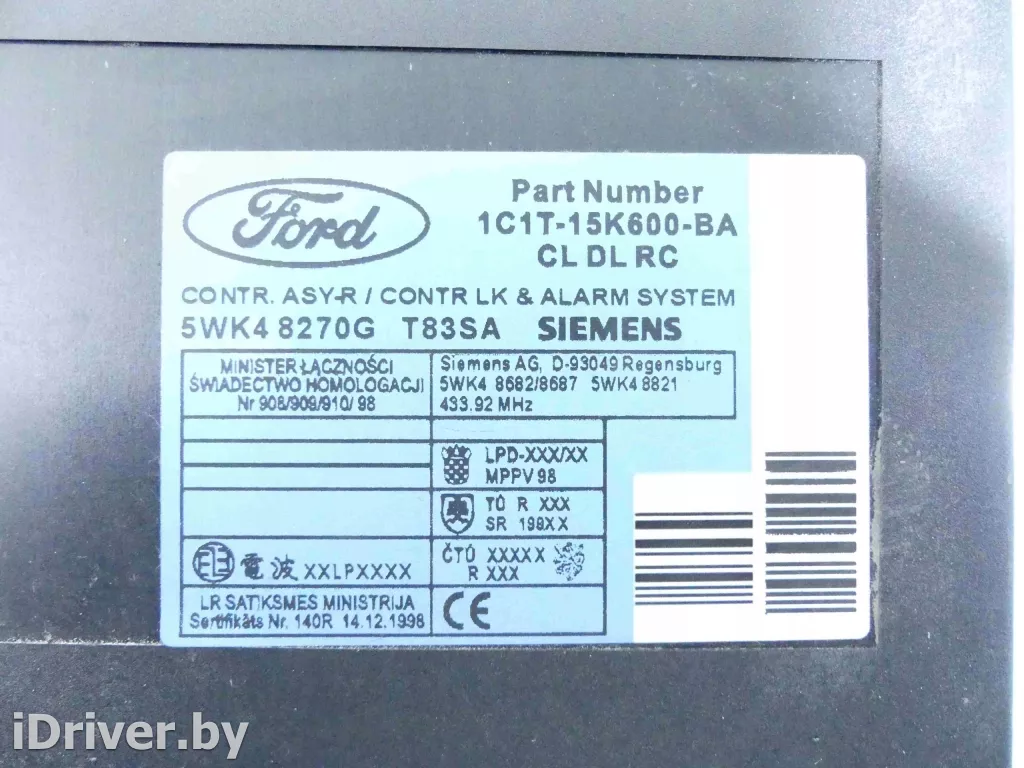 Ford
Part Number
1C1T-15K600-BA
CL DL RC
CONTR. ASY-R / CONTR LK & ALARM SYSTEM
5WK4 8270G T83SA SIEMENS
MINISTER ŁĄCZNOŚCI
ŚWIADECTWO HOMOLOGACJI
Nr 908/909/910/ 98
Siemens AG, D-93049 Regensburg
5WK4 8682/8687 5WK4 8821
433.92 MHz
LPD-XXX/XX
MPPV 98
TÚ R XXX
SR 199XX
電波 XXLPXXXX
ČTÚ XXXXX
R XXX
LR SATIKSMES MINISTRIJA
Sertifikāts Nr. 140R 14.12.1998
CE
iDriver.by